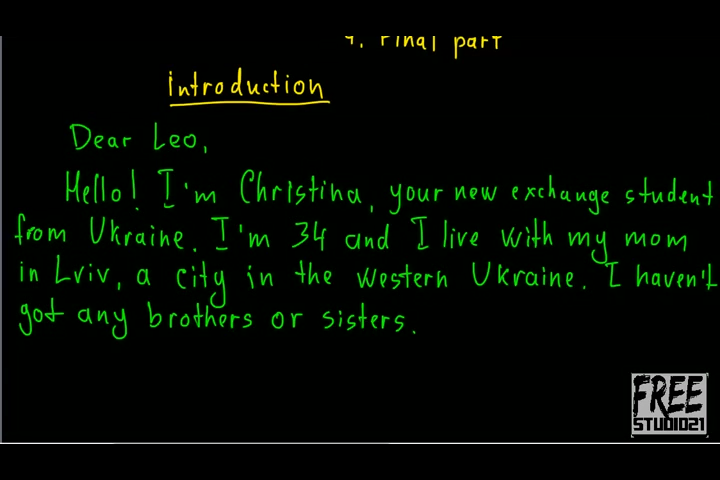 4. Final part
Introduction
Dear Leo,
Hello! I'm Christina, your new exchange student
from Ukraine. I'm 34 and I live with my mom
in Lviv, a city in the western Ukraine. I haven't
got any brothers or sisters.
FREE
STUDIO21